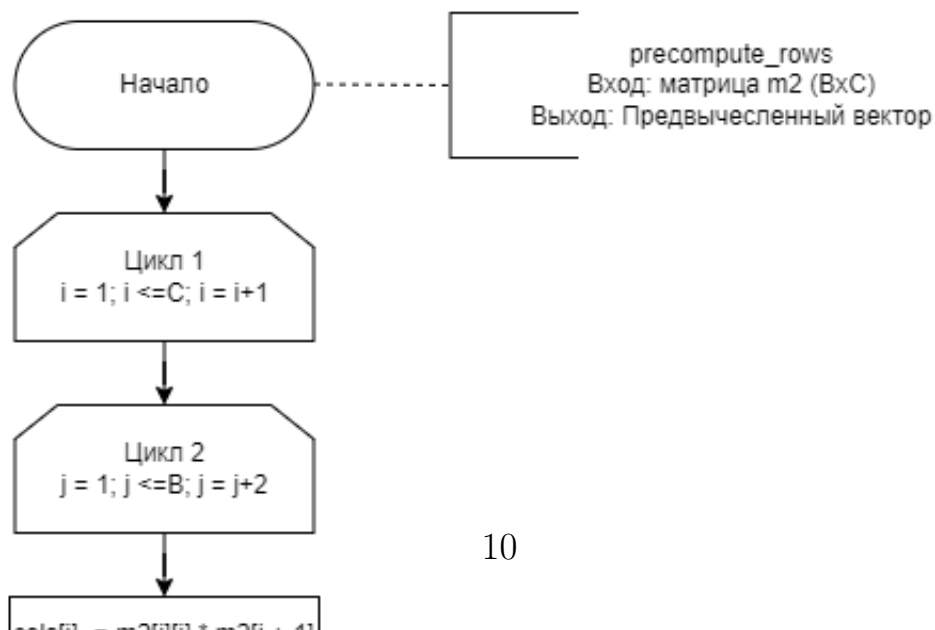 Начало
precompute_rows
Вход: матрица m2 (BxC)
Выход: Предвычесленный вектор
Цикл 1
i = 1; i <=C; i = i+1
Цикл 2
j = 1; j <=B; j = j+2
10